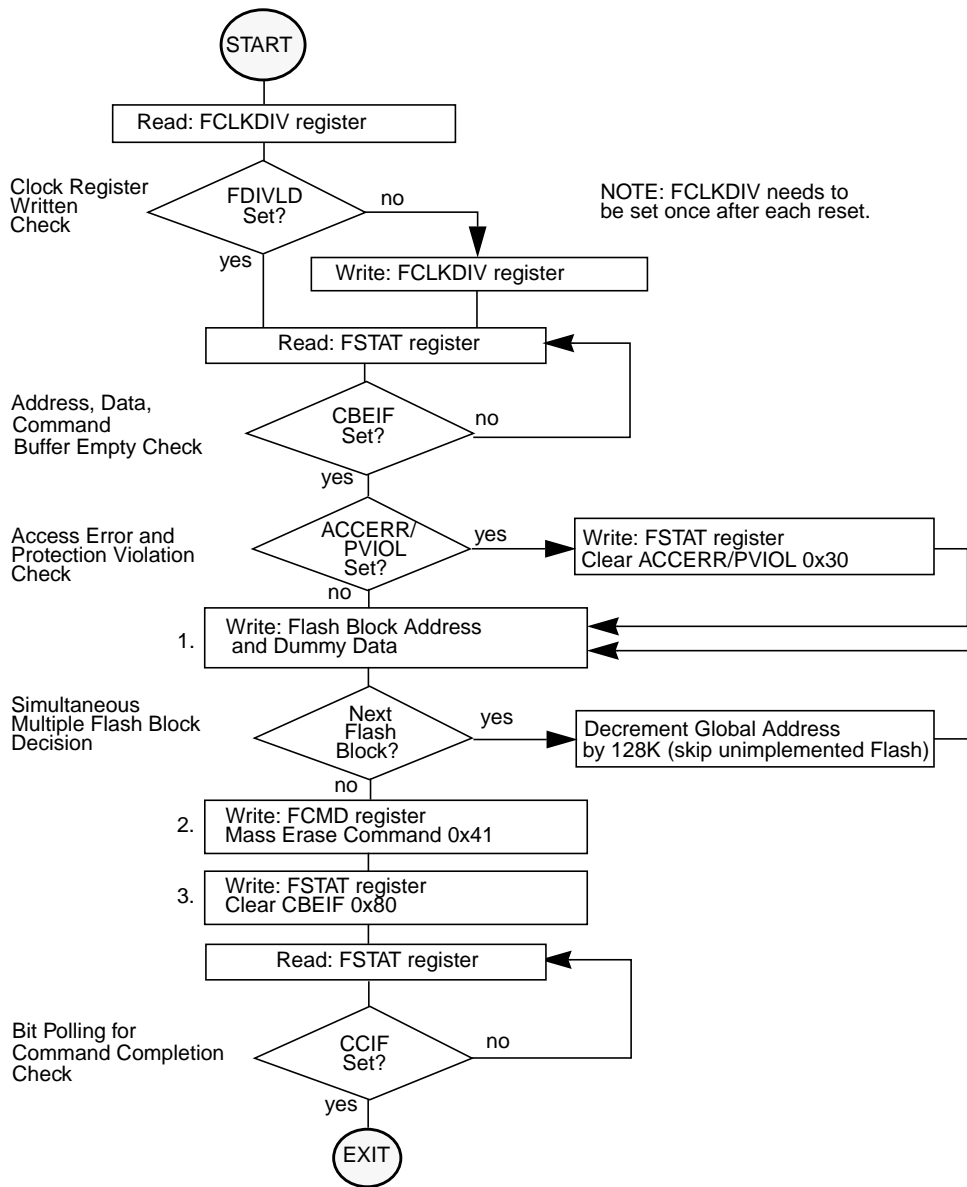 START
Read: FCLKDIV register
Clock Register
Written
Check
FDIVLD
Set?
no
NOTE: FCLKDIV needs to
be set once after each reset.
yes
Write: FCLKDIV register
Read: FSTAT register
Address, Data,
Command
Buffer Empty Check
CBEIF
Set?
no
yes
Access Error and
Protection Violation
Check
ACCERR/
PVIOL
Set?
yes
Write: FSTAT register
Clear ACCERR/PVIOL 0x30
no
1.
Write: Flash Block Address
and Dummy Data
Simultaneous
Multiple Flash Block
Decision
Next
Flash
Block?
yes
Decrement Global Address
by 128K (skip unimplemented Flash)
no
2.
Write: FCMD register
Mass Erase Command 0x41
3.
Write: FSTAT register
Clear CBEIF 0x80
Read: FSTAT register
Bit Polling for
Command Completion
Check
CCIF
Set?
no
yes
EXIT